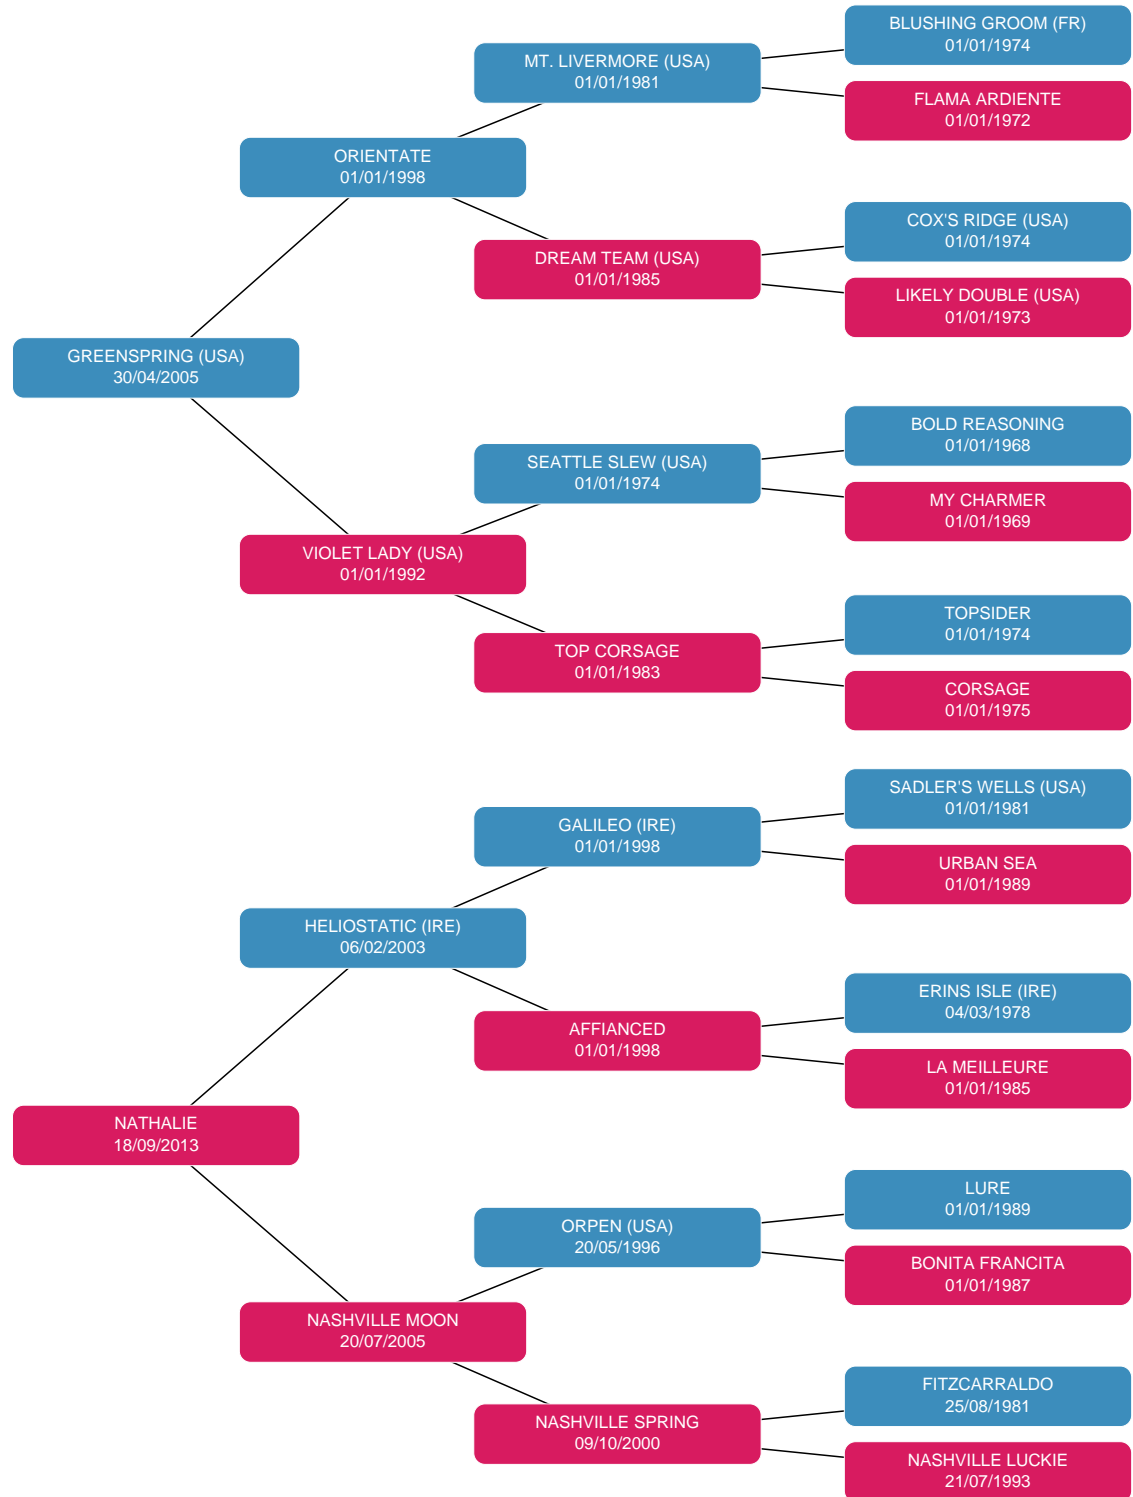 BLUSHING GROOM (FR)
01/01/1974
MT. LIVERMORE (USA)
01/01/1981
FLAMA ARDIENTE
01/01/1972
ORIENTATE
01/01/1998
COX'S RIDGE (USA)
01/01/1974
DREAM TEAM (USA)
01/01/1985
LIKELY DOUBLE (USA)
01/01/1973
GREENSPRING (USA)
30/04/2005
BOLD REASONING
01/01/1968
SEATTLE SLEW (USA)
01/01/1974
MY CHARMER
01/01/1969
VIOLET LADY (USA)
01/01/1992
TOPSIDER
01/01/1974
TOP CORSAGE
01/01/1983
CORSAGE
01/01/1975
SADLER'S WELLS (USA)
01/01/1981
GALILEO (IRE)
01/01/1998
URBAN SEA
01/01/1989
HELIOSTATIC (IRE)
06/02/2003
ERINS ISLE (IRE)
04/03/1978
AFFIANCED
01/01/1998
LA MEILLEURE
01/01/1985
NATHALIE
18/09/2013
LURE
01/01/1989
ORPEN (USA)
20/05/1996
BONITA FRANCITA
01/01/1987
NASHVILLE MOON
20/07/2005
FITZCARRALDO
25/08/1981
NASHVILLE SPRING
09/10/2000
NASHVILLE LUCKIE
21/07/1993